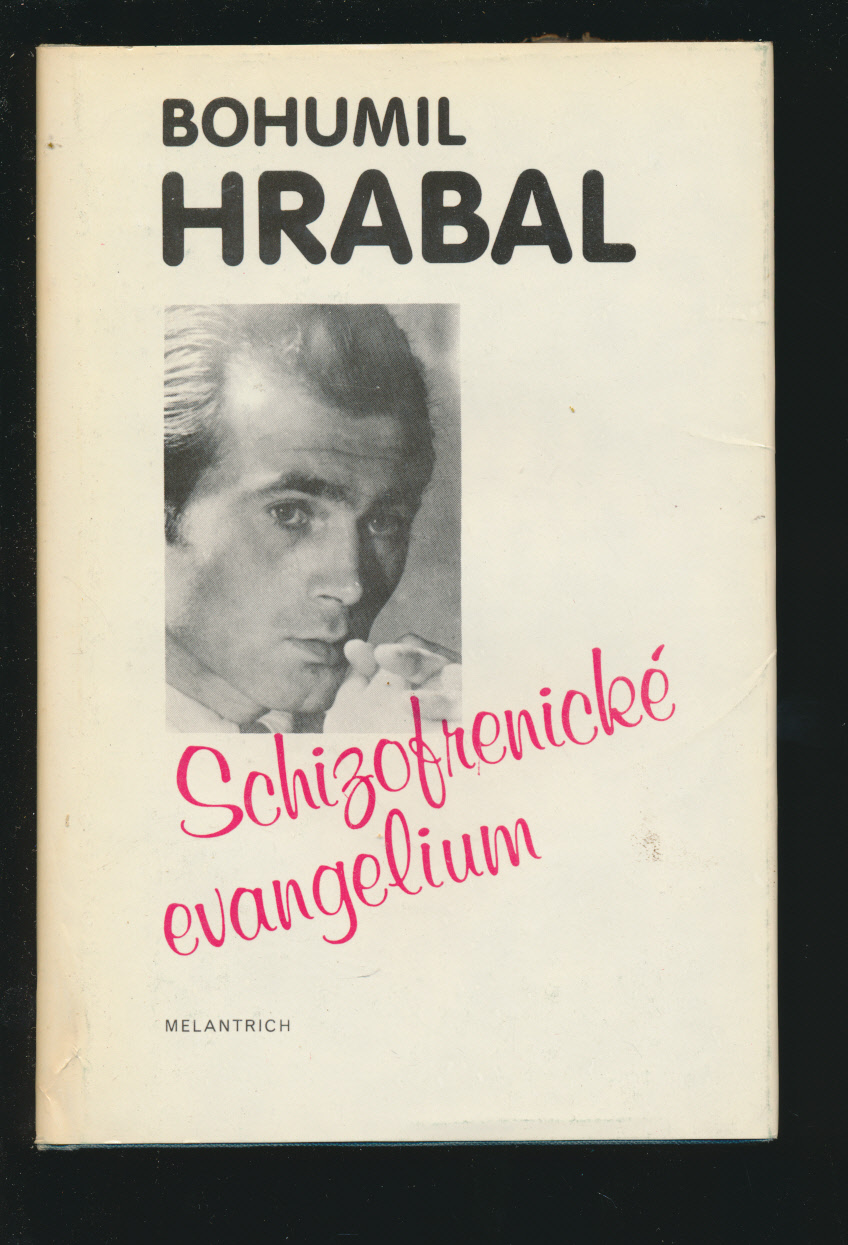 BOHUMIL
HRABAL
Schizofrenické
evangelium
MELANTRICH